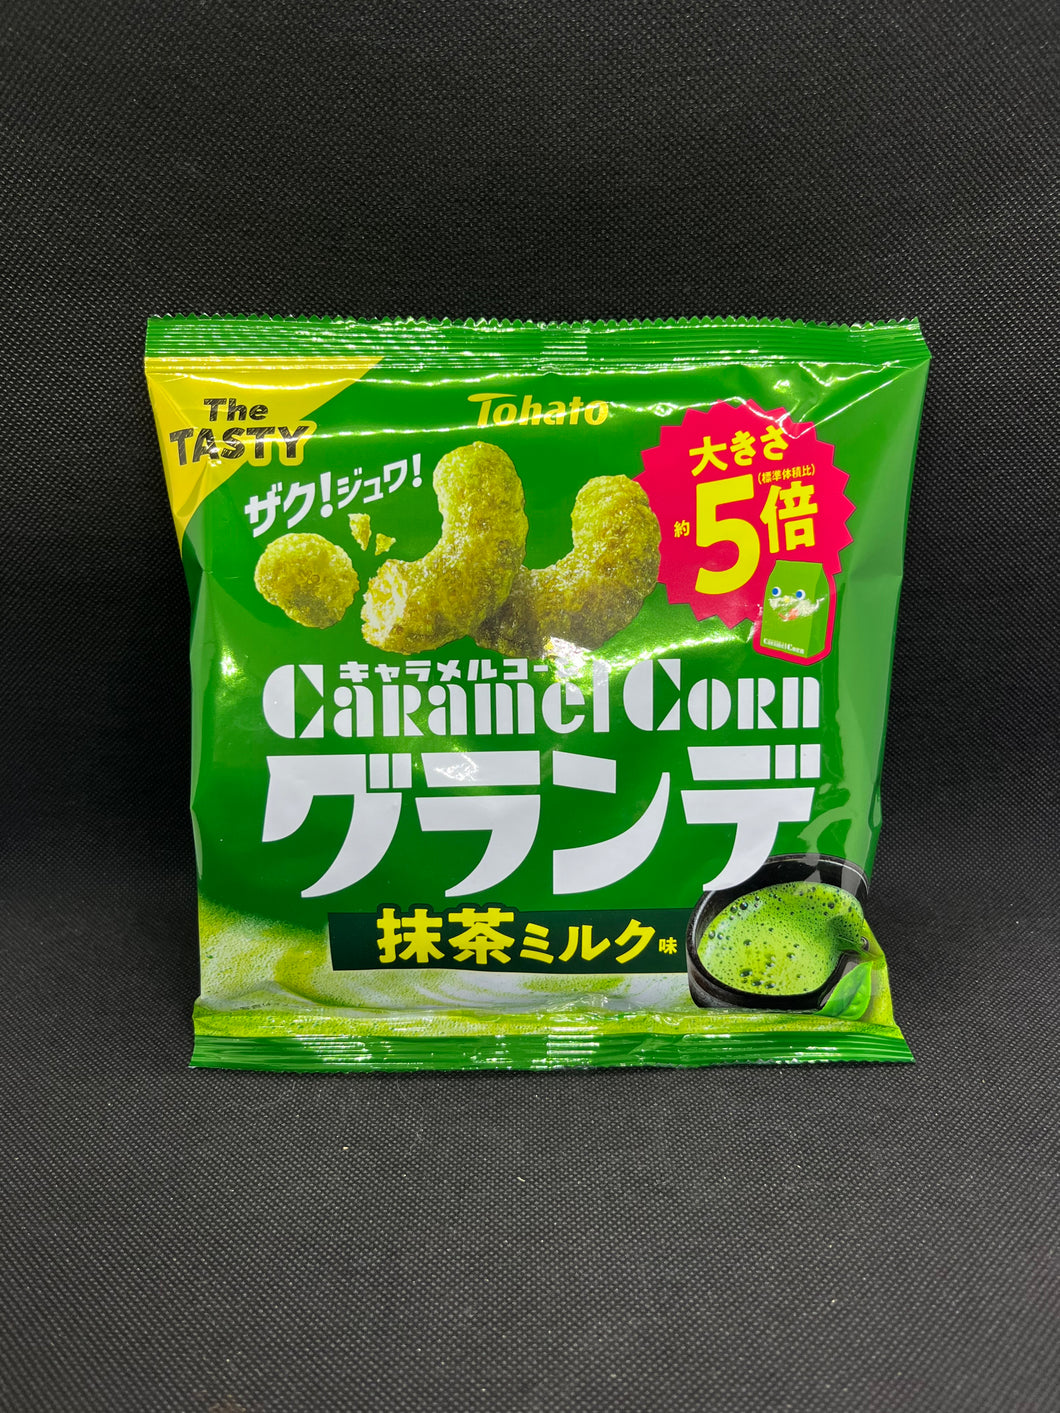 The
TASTY
Tohato
ザク!ジュワ!
大きさ
(標準体積比)
約5倍
CaramelCorn
キャラメルコー
CaramelCorn
グランデ
抹茶ミルク味